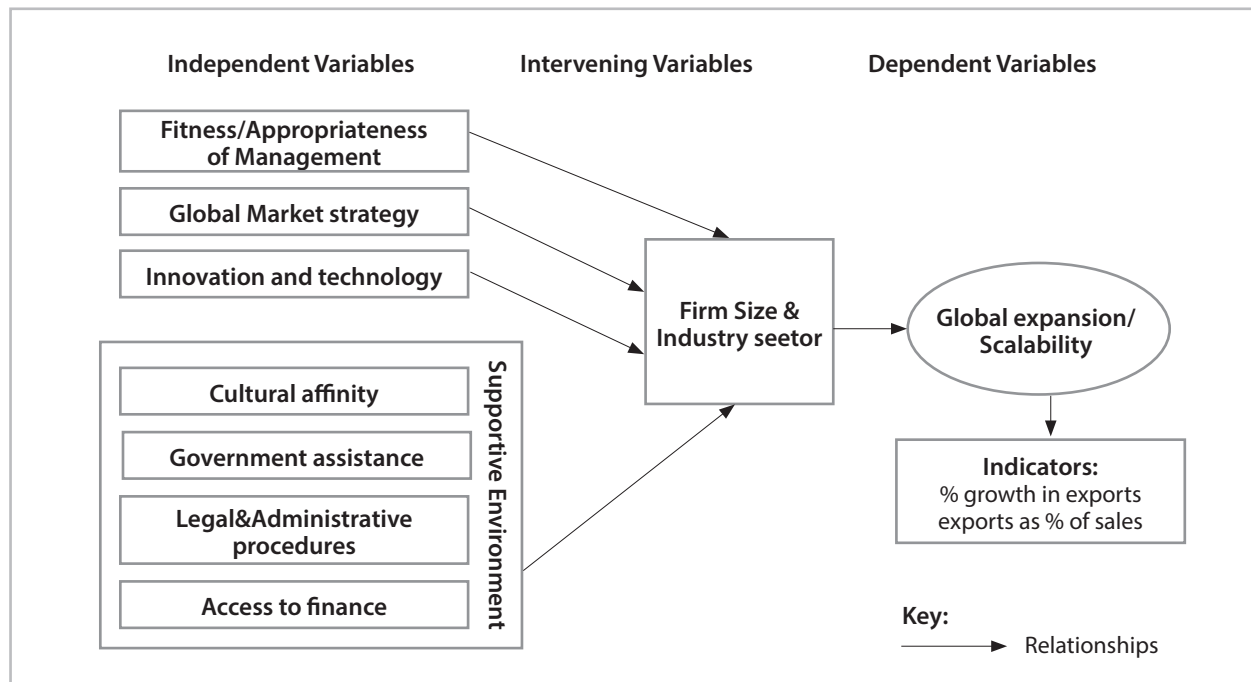 Independent Variables
Intervening Variables
Dependent Variables
Fitness/Appropriateness
of Management
Global Market strategy
Innovation and technology
Cultural affinity
Government assistance
Legal&Administrative
procedures
Access to finance
Supportive Environment
Firm Size &
Industry seetor
Global expansion/
Scalability
Indicators:
% growth in exports
exports as % of sales
Key:
Relationships